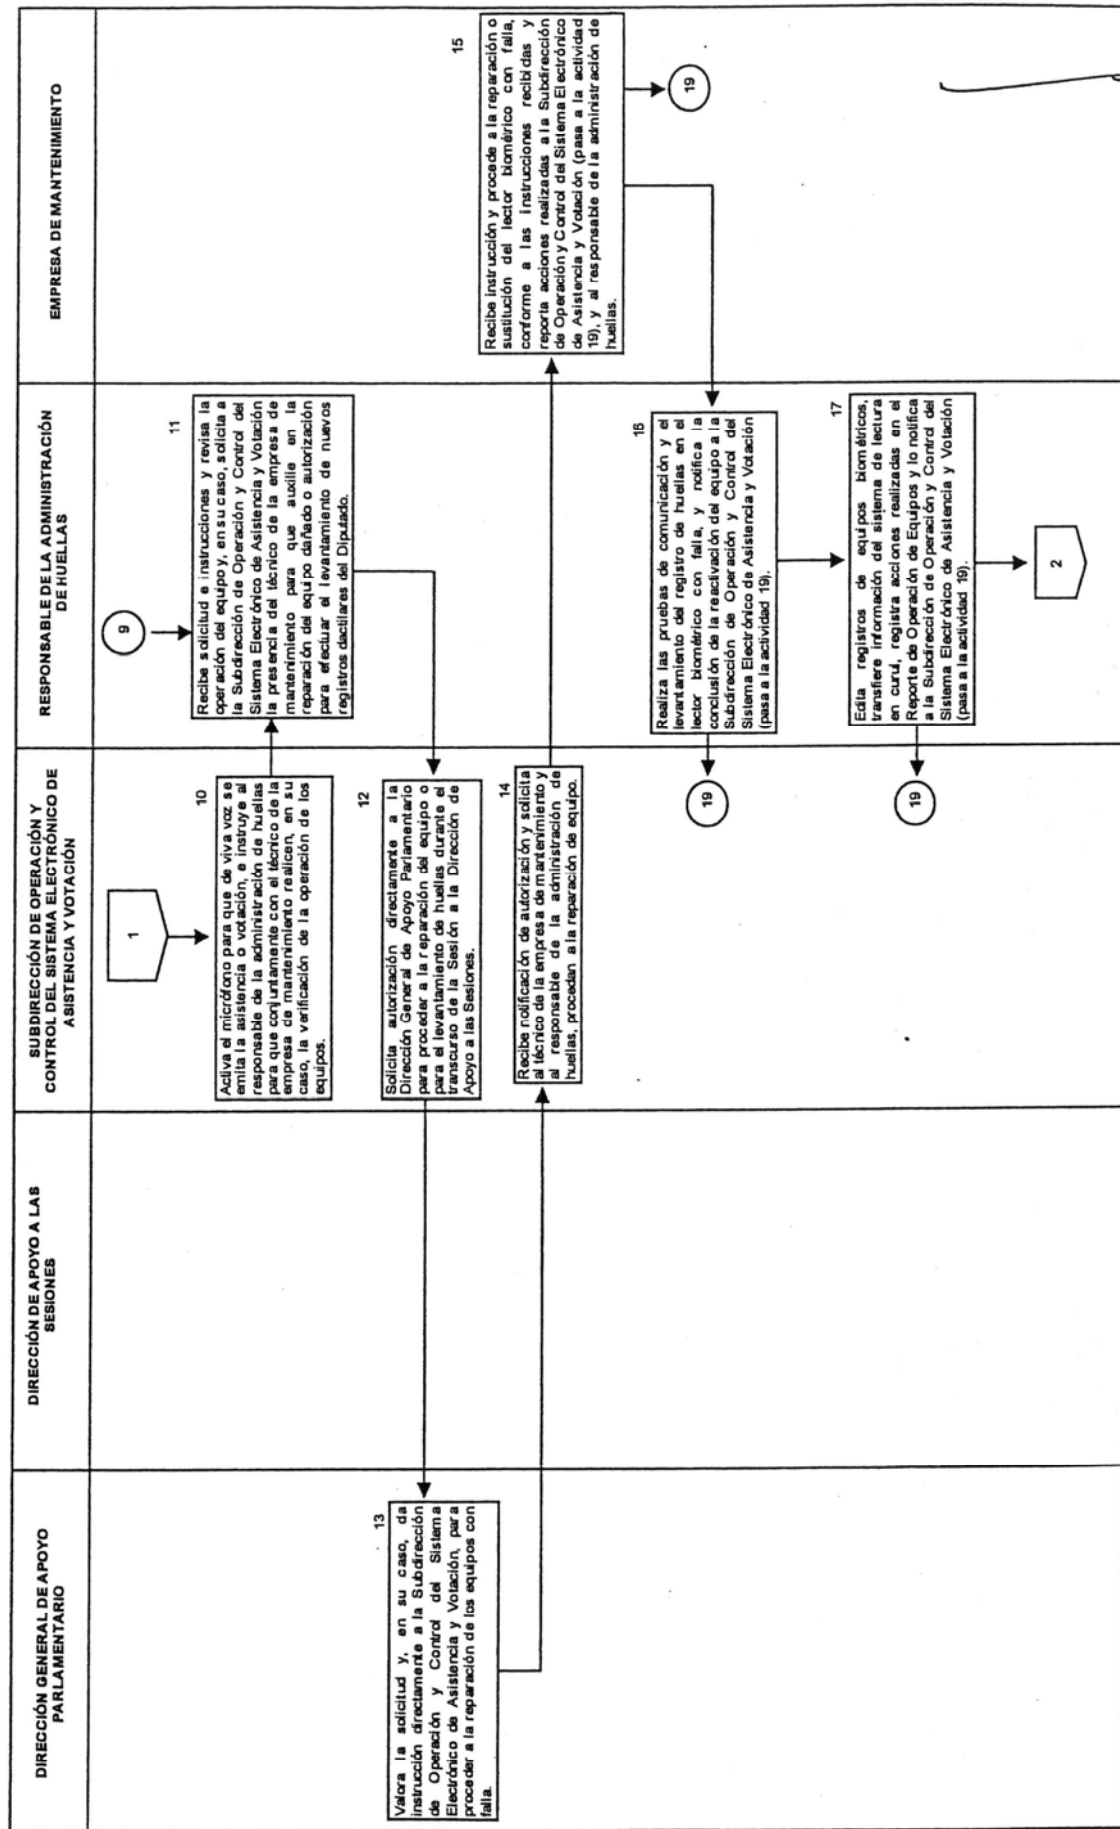 DIRECCIÓN GENERAL DE APOYO
PARLAMENTARIO
DIRECCIÓN DE APOYO A LAS
SESIONES
SUBDIRECCIÓN DE OPERACIÓN Y
CONTROL DEL SISTEMA ELECTRÓNICO DE
ASISTENCIA Y VOTACIÓN
RESPONSABLE DE LA ADMINISTRACIÓN
DE HUELLAS
EMPRESA DE MANTENIMIENTO
1
9
10
Activa el micrófono para que de viva voz se
emita la asistencia o votación, e instruye al
responsable de la administración de huellas
para que conjuntamente con el técnico de la
empresa de mantenimiento realicen, en su
caso, la verificación de la operación de los
equipos.
11
Recibe solicitud e instrucciones y revisa la
operación del equipo y, en su caso, solicita a
la Subdirección de Operación y Control del
Sistema Electrónico de Asistencia y Votación
la presencia del técnico de la empresa de
mantenimiento para que auxilie en la
reparación del equipo dañado o autorización
para efectuar el levantamiento de nuevos
registros dactilares del Diputado.
12
Solicita autorización directamente a la
Dirección General de Apoyo Parlamentario
para proceder a la reparación del equipo o
para el levantamiento de huellas durante el
transcurso de la Sesión a la Dirección de
Apoyo a las Sesiones.
13
Valora la solicitud y, en su caso, da
instrucción directamente a la Subdirección
de Operación y Control del Sistema
Electrónico de Asistencia y Votación, para
proceder a la reparación de los equipos con
falla.
14
Recibe notificación de autorización y solicita
al técnico de la empresa de mantenimiento y
al responsable de la administración de
huellas, procedan a la reparación de equipo.
15
Recibe instrucción y procede a la reparación o
sustitución del lector biométrico con falla,
conforme a las instrucciones recibidas y
reporta acciones realizadas a la Subdirección
de Operación y Control del Sistema Electrónico
de Asistencia y Votación (pasa a la actividad
19), y al responsable de la administración de
huellas.
19
16
Realiza las pruebas de comunicación y el
levantamiento del registro de huellas en el
lector biométrico con falla, y notifica la
conclusión de la reactivación del equipo a la
Subdirección de Operación y Control del
Sistema Electrónico de Asistencia y Votación
(pasa a la actividad 19).
19
17
Edita registros de equipos biométricos,
transfiere información del sistema de lectura
en curul, registra acciones realizadas en el
Reporte de Operación de Equipos y lo notifica
a la Subdirección de Operación y Control del
Sistema Electrónico de Asistencia y Votación
(pasa a la actividad 19).
19
2